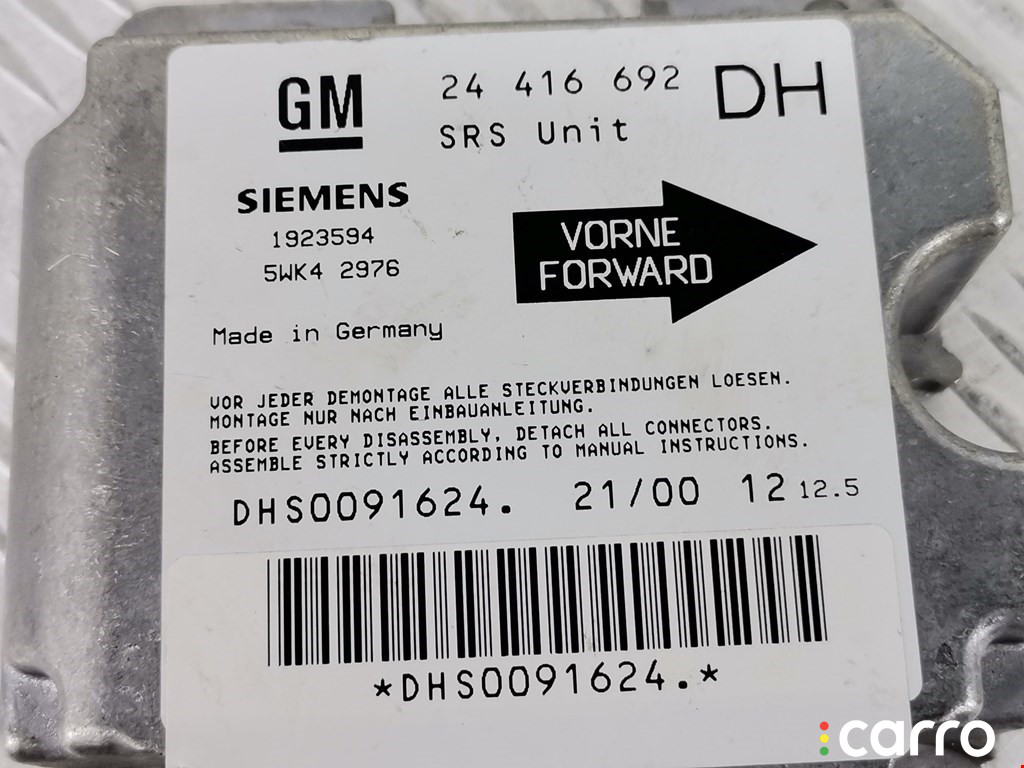 GM
24 416 692
DH
SRS Unit
SIEMENS
1923594
5WK4 2976
VORNE
FORWARD
Made in Germany
VOR JEDER DEMONTAGE ALLE STECKVERBINDUNGEN LOESEN.
MONTAGE NUR NACH EINBAUANLEITUNG.
BEFORE EVERY DISASSEMBLY, DETACH ALL CONNECTORS.
ASSEMBLE STRICTLY ACCORDING TO MANUAL INSTRUCTIONS.
DHS0091624. 21/00 12 12.5
*DHS0091624.*
carro